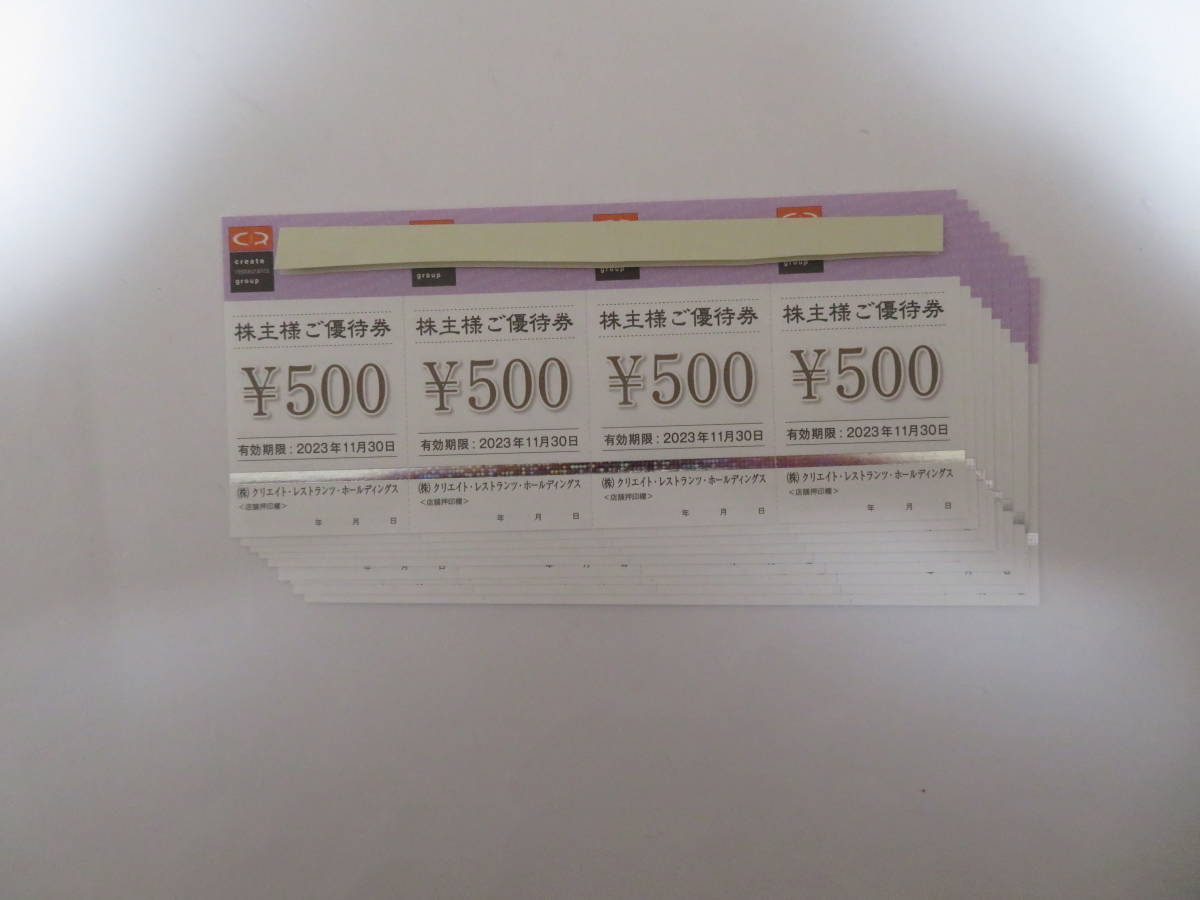 CR
create
restaurants
group
group
group
group
株主様ご優待券
¥500
有効期限：2023年11月30日
㈱クリエイト・レストランツ・ホールディングス
＜店舗押印欄＞
年 月 日
株主様ご優待券
¥500
有効期限：2023年11月30日
㈱クリエイト・レストランツ・ホールディングス
＜店舗押印欄＞
年 月 日
株主様ご優待券
¥500
有効期限：2023年11月30日
㈱クリエイト・レストランツ・ホールディングス
＜店舗押印欄＞
年 月 日
株主様ご優待券
¥500
有効期限：2023年11月30日
㈱クリエイト・レストランツ・ホールディングス
＜店舗押印欄＞
年 月 日